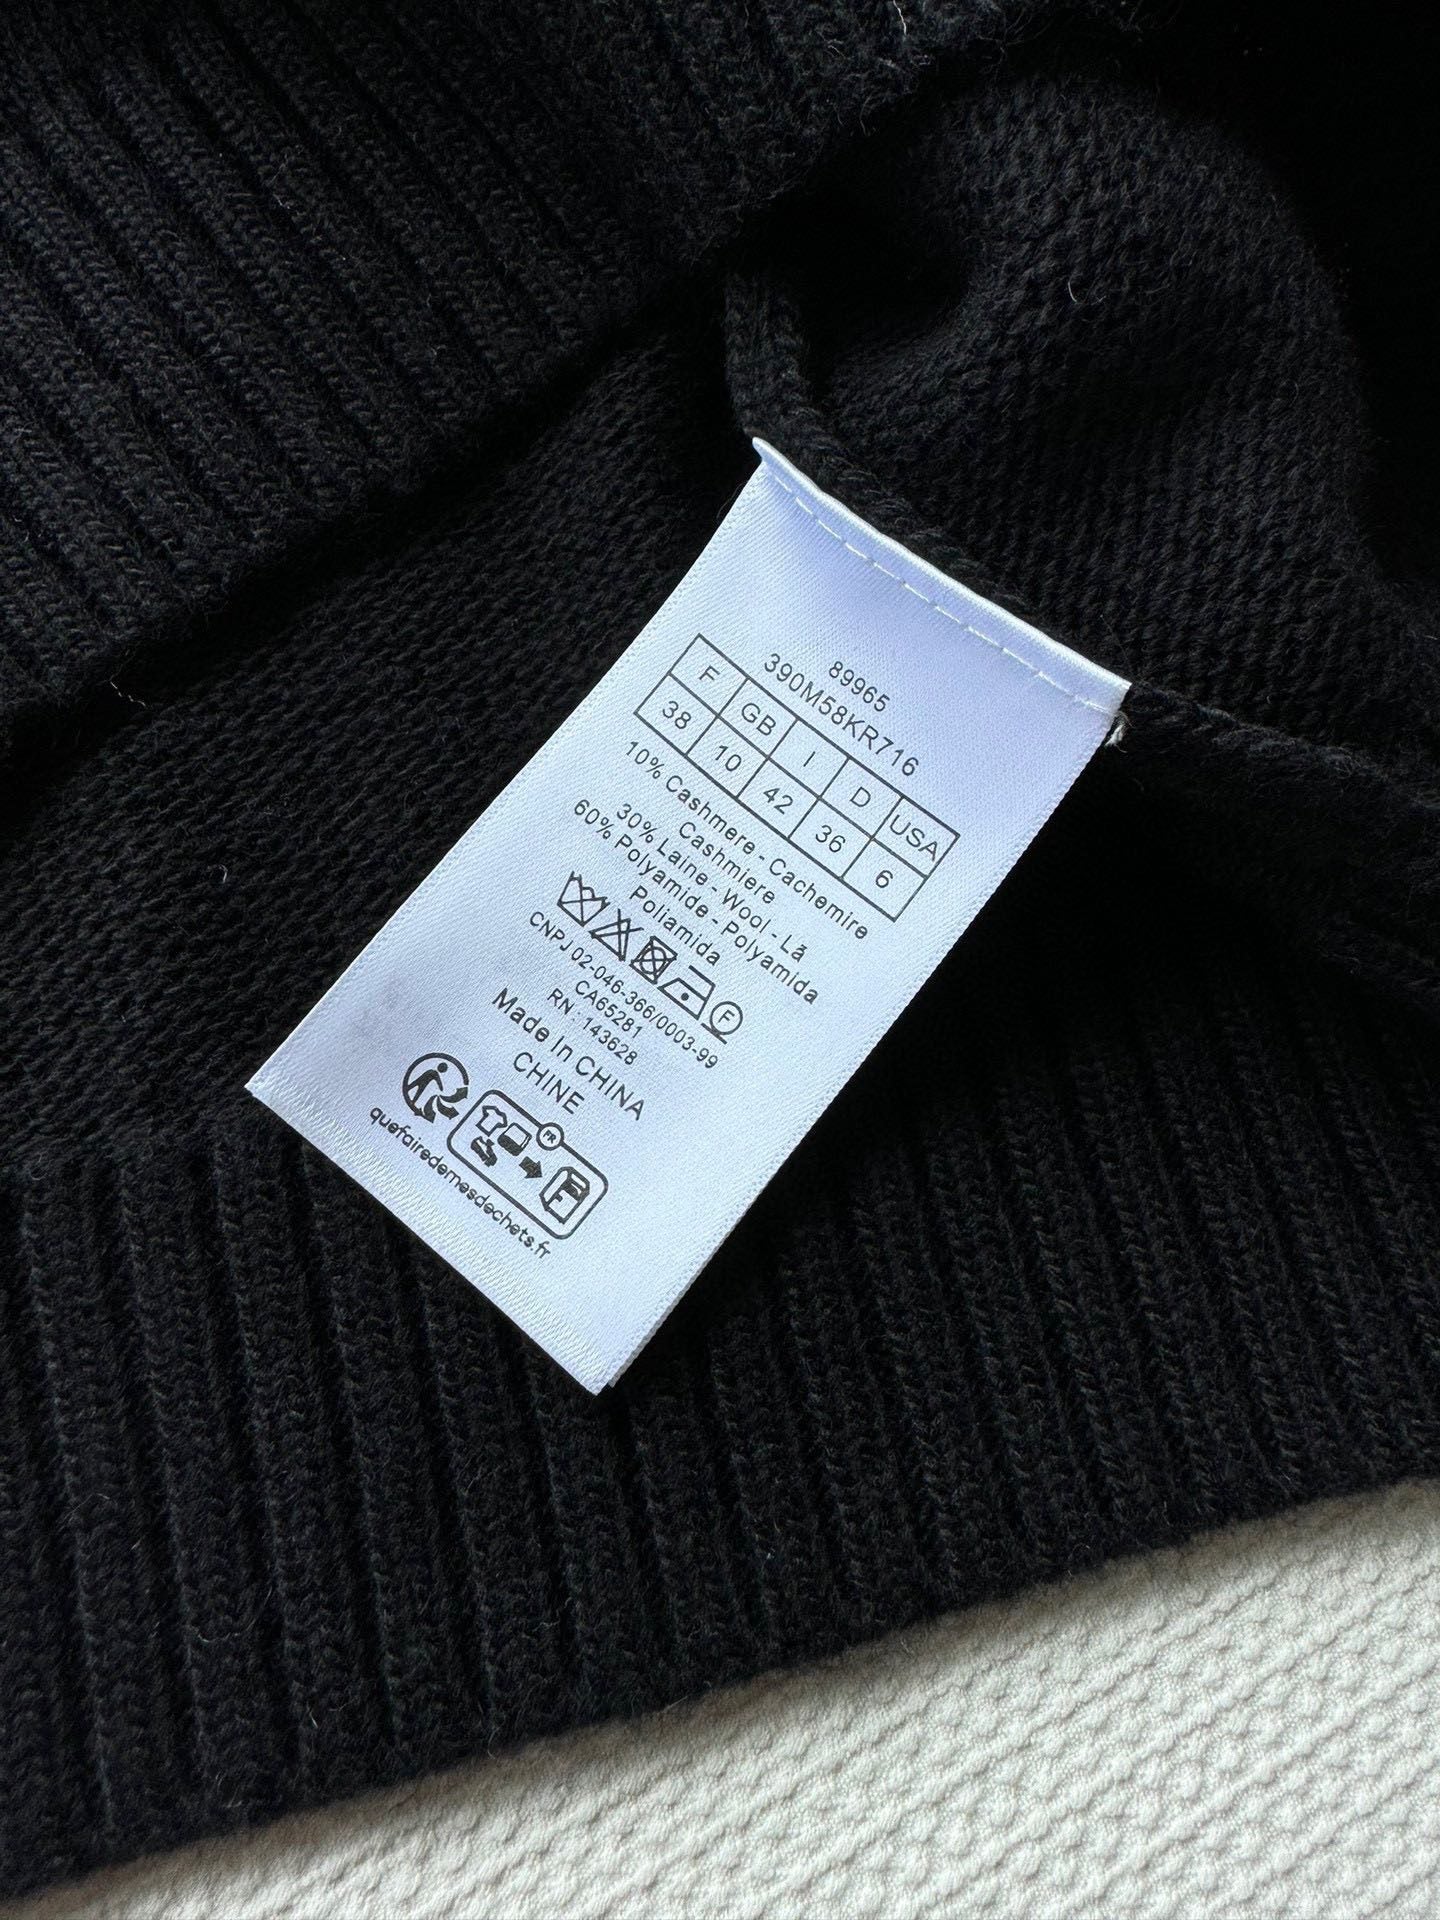 89965
390M58KR716
F GB I D USA
38 10 42 36 6
10% Cashmere - Cachemire
Cashmiere
30% Laine - Wool - Lã
60% Polyamide - Polyamida
Poliamida
F
CNPJ 02-046-366/0003-99
CA65281
RN : 143628
Made In CHINA
CHINE
FR
quefairedemesdechets.fr